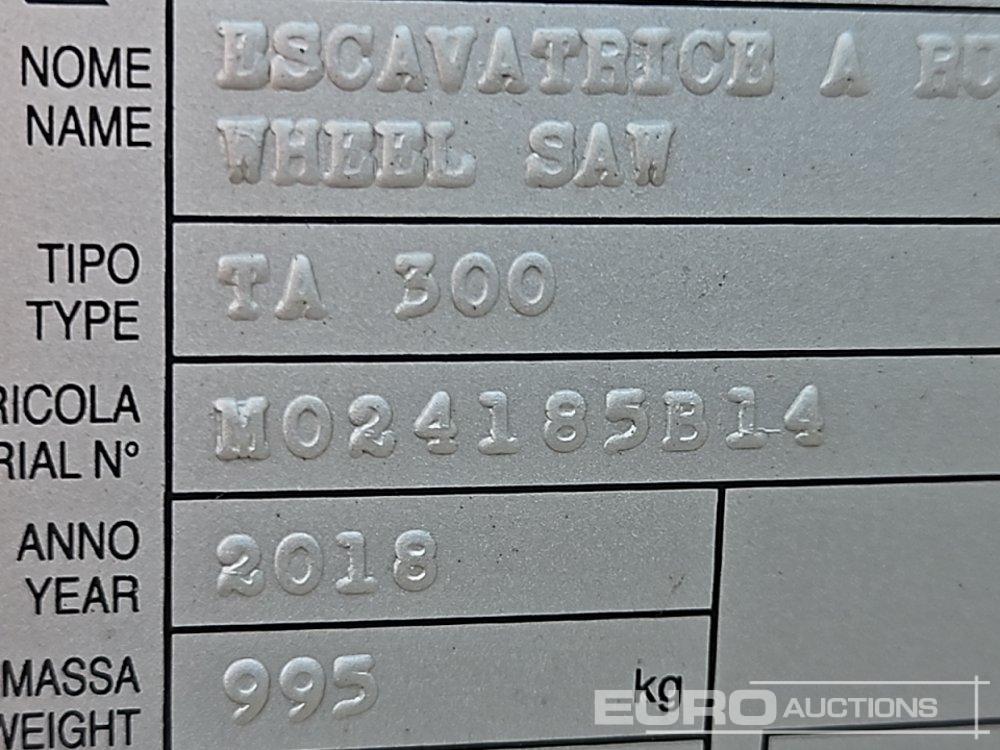 NOME
NAME
ESCAVATRICE A RU
WHEEL SAW
TIPO
TYPE
TA 300
RICOLA
RIAL N°
M024185B14
ANNO
YEAR
2018
MASSA
WEIGHT
995
kg
EURO AUCTIONS